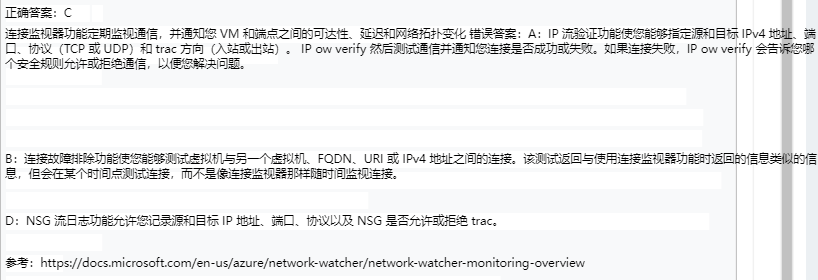 正确答案：C
连接监视器功能定期监视通信，并通知您 VM 和端点之间的可达性、延迟和网络拓扑变化 错误答案：A：IP 流验证功能使您能够指定源和目标 IPv4 地址、端
口、协议（TCP 或 UDP）和 trac 方向（入站或出站）。 IP ow verify 然后测试通信并通知您连接是否成功或失败。如果连接失败，IP ow verify 会告诉您哪
个安全规则允许或拒绝通信，以便您解决问题。
B：连接故障排除功能使您能够测试虚拟机与另一个虚拟机、FQDN、URI 或 IPv4 地址之间的连接。该测试返回与使用连接监视器功能时返回的信息类似的信
息，但会在某个时间点测试连接，而不是像连接监视器那样随时间监视连接。
D：NSG 流日志功能允许您记录源和目标 IP 地址、端口、协议以及 NSG 是否允许或拒绝 trac。
参考：https://docs.microsoft.com/en-us/azure/network-watcher/network-watcher-monitoring-overview